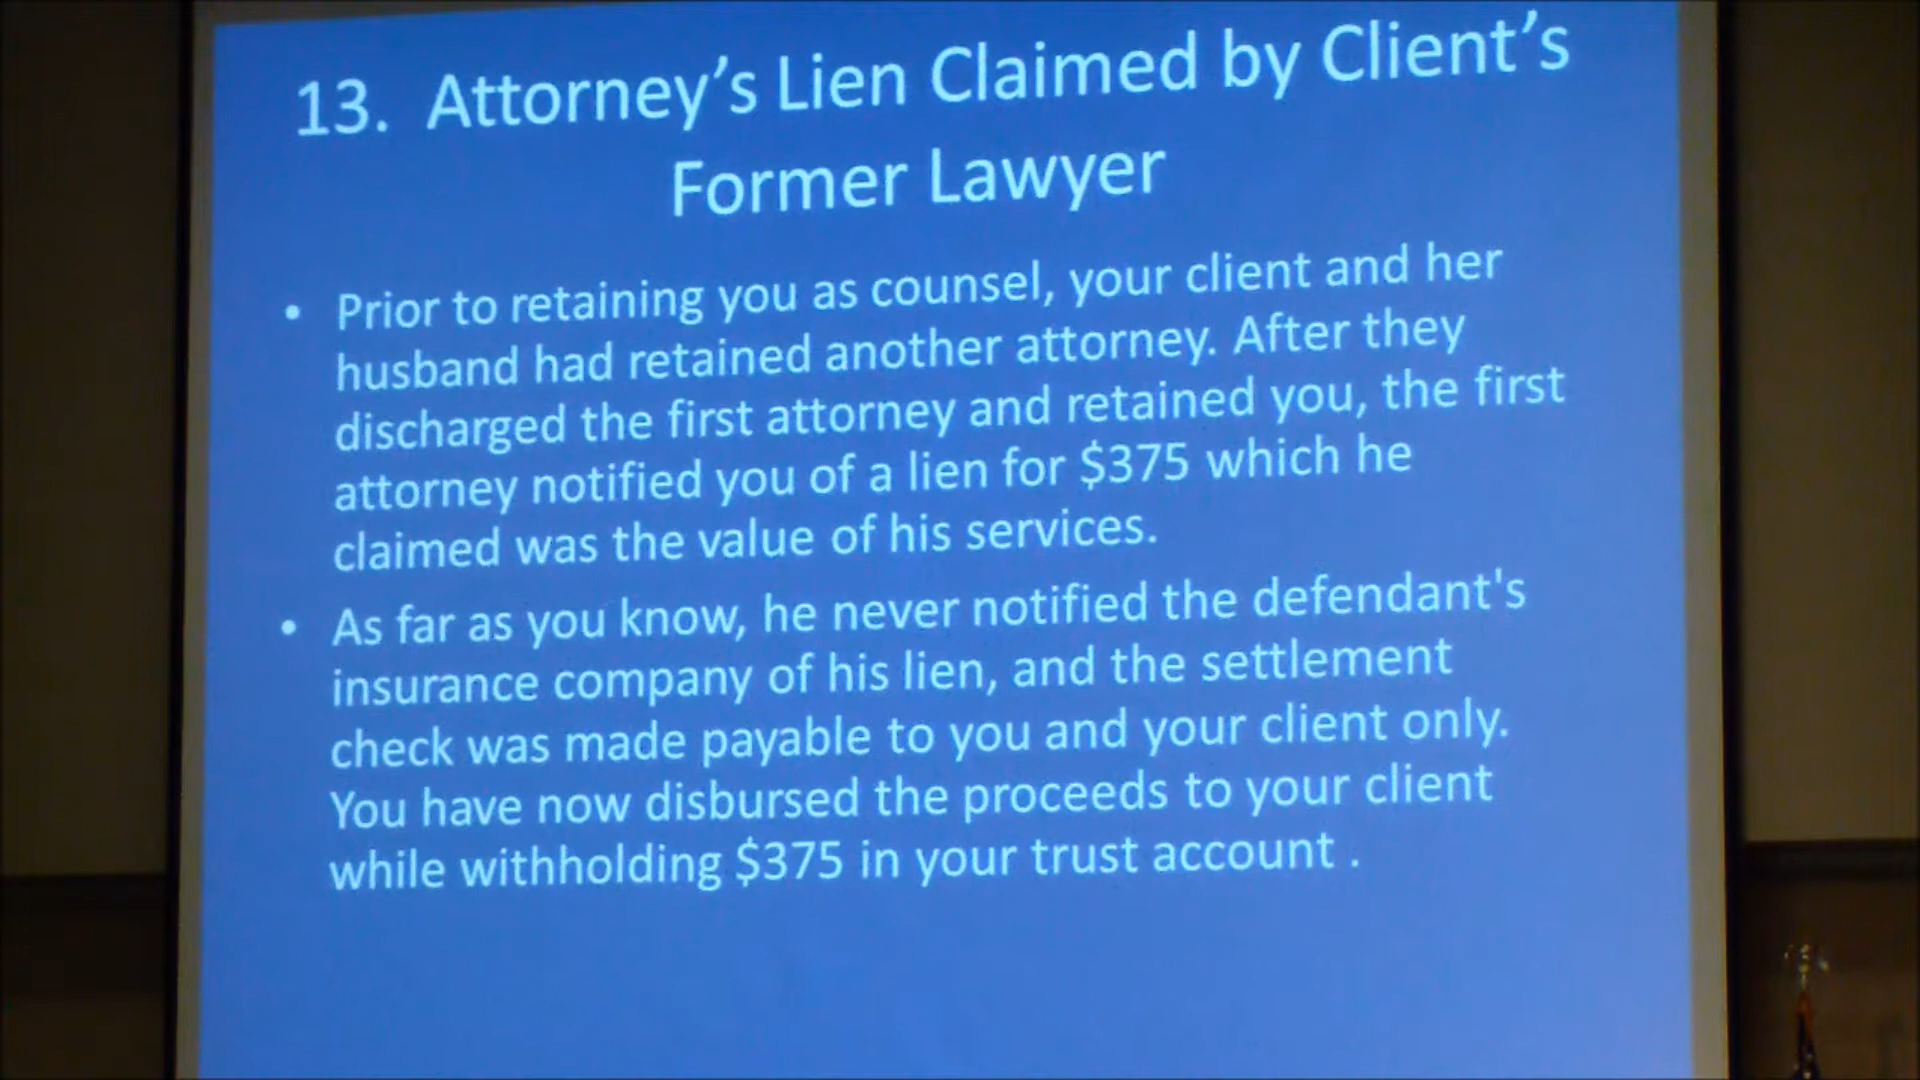 13. Attorney’s Lien Claimed by Client’s
Former Lawyer
• Prior to retaining you as counsel, your client and her
husband had retained another attorney. After they
discharged the first attorney and retained you, the first
attorney notified you of a lien for $375 which he
claimed was the value of his services.
• As far as you know, he never notified the defendant's
insurance company of his lien, and the settlement
check was made payable to you and your client only.
You have now disbursed the proceeds to your client
while withholding $375 in your trust account .